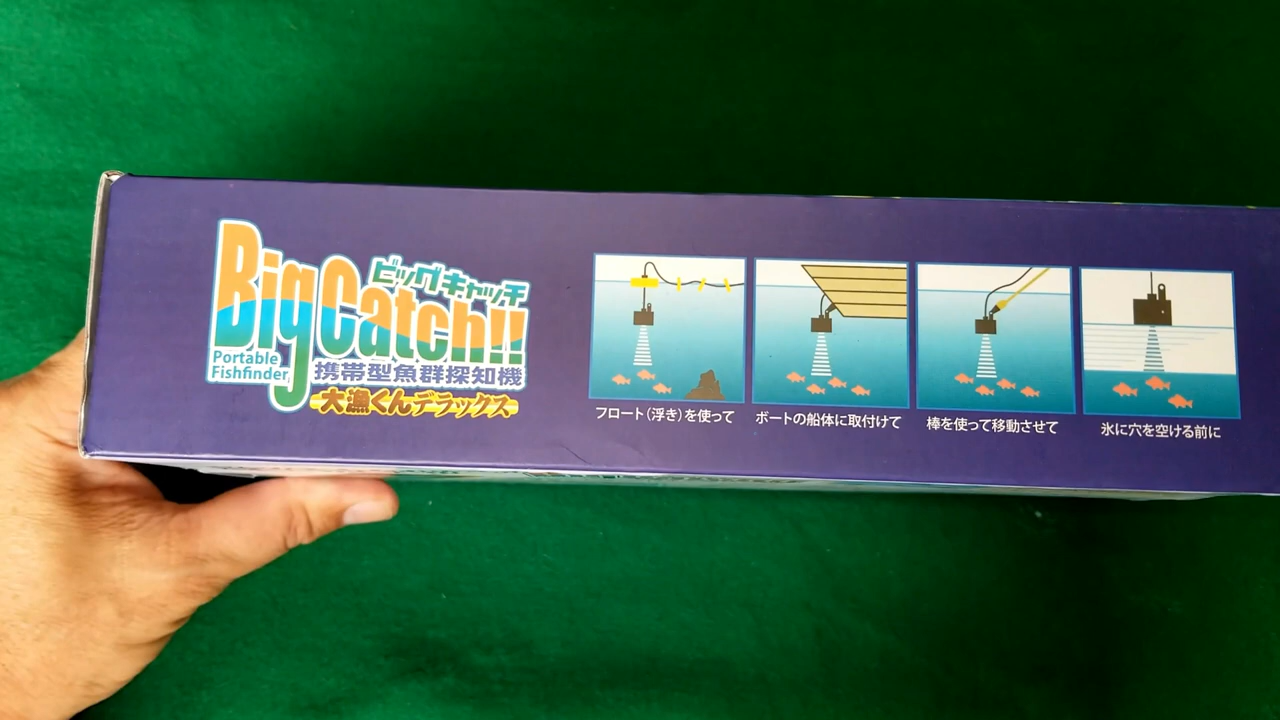 BigCatch!!
ビッグキャッチ
Portable
Fishfinder
携帯型魚群探知機
大漁くんデラックス
フロート(浮き)を使って
ボートの船体に取付けて
棒を使って移動させて
氷に穴を空ける前に